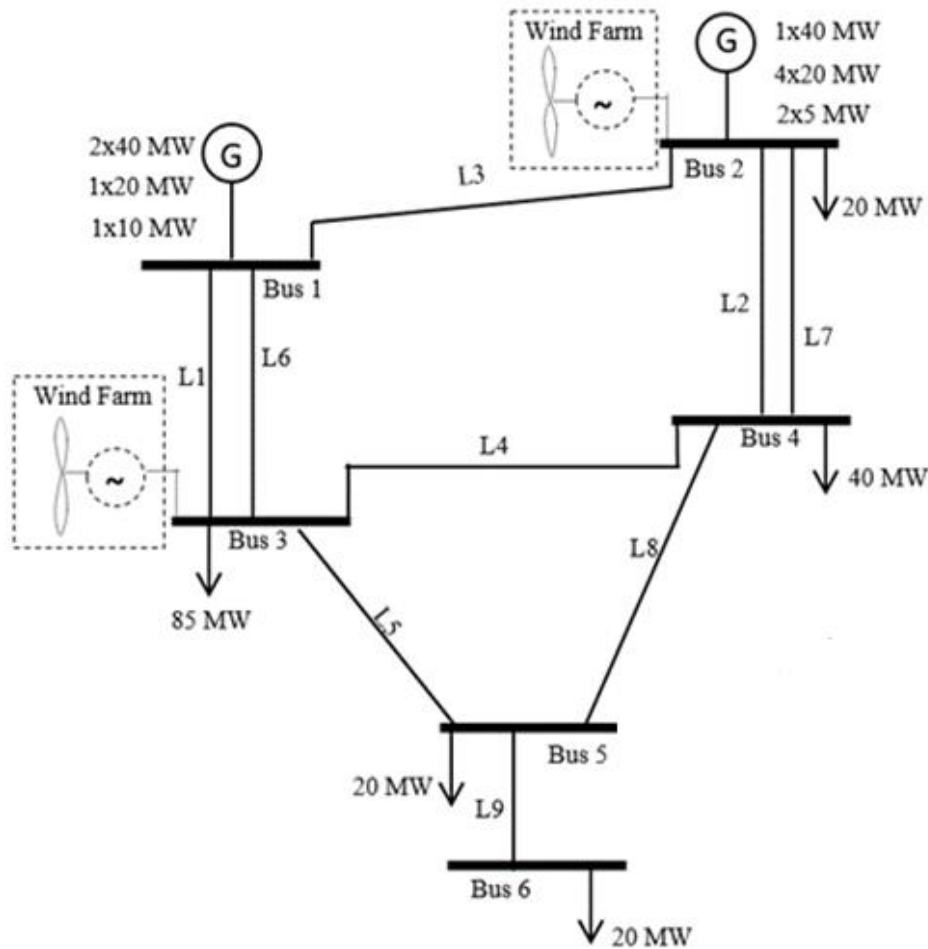 Wind Farm
G
1x40 MW
4x20 MW
2x5 MW
~
2x40 MW
1x20 MW
1x10 MW
G
L3
Bus 2
20 MW
Bus 1
L2
L7
L1
L6
Wind Farm
~
L4
Bus 4
40 MW
Bus 3
85 MW
L8
L5
Bus 5
20 MW
L9
Bus 6
20 MW